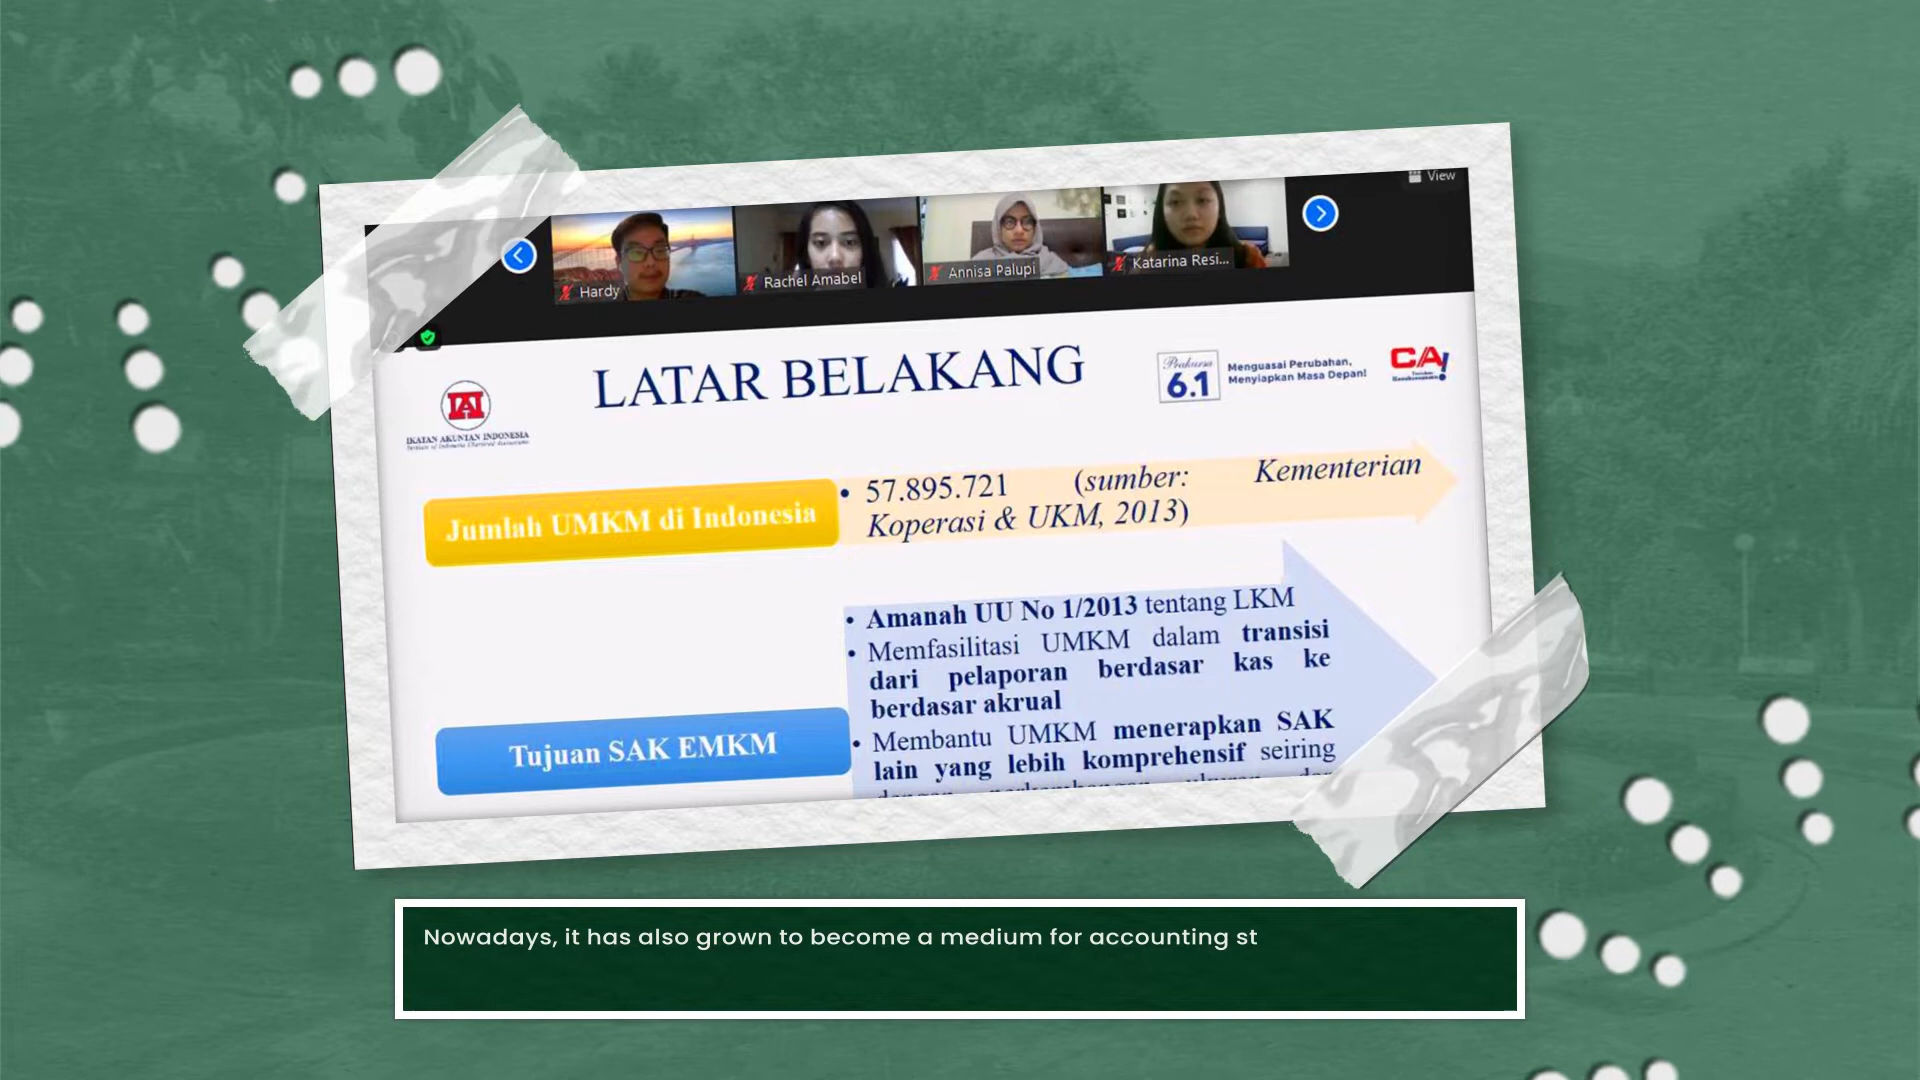 View
Hardy
Rachel Amabel
Annisa Palupi
Katarina Resi...
LATAR BELAKANG
IAI
IKATAN AKUNTAN INDONESIA
Prakarsa
6.1
Menguasai Perubahan,
Menyiapkan Masa Depan!
CA!
Jumlah UMKM di Indonesia
• 57.895.721 (sumber: Kementerian
Koperasi & UKM, 2013)
• Amanah UU No 1/2013 tentang LKM
• Memfasilitasi UMKM dalam transisi
dari pelaporan berdasar kas ke
berdasar akrual
Tujuan SAK EMKM
• Membantu UMKM menerapkan SAK
lain yang lebih komprehensif seiring
Nowadays, it has also grown to become a medium for accounting st